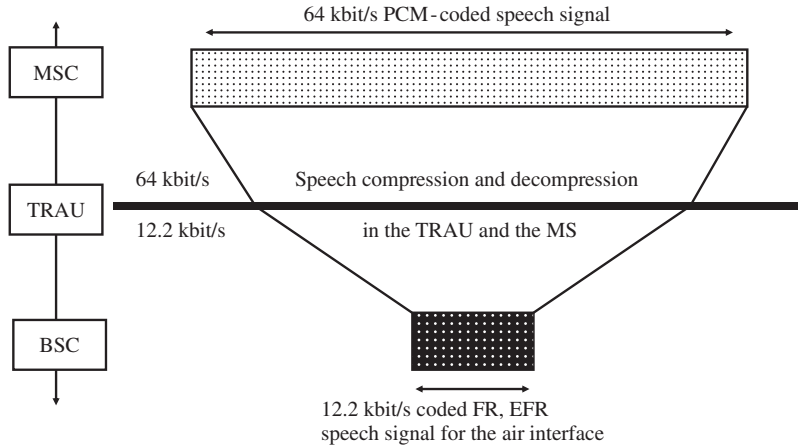 64 kbit/s PCM-coded speech signal
MSC
64 kbit/s
Speech compression and decompression
TRAU
12.2 kbit/s
in the TRAU and the MS
BSC
12.2 kbit/s coded FR, EFR
speech signal for the air interface